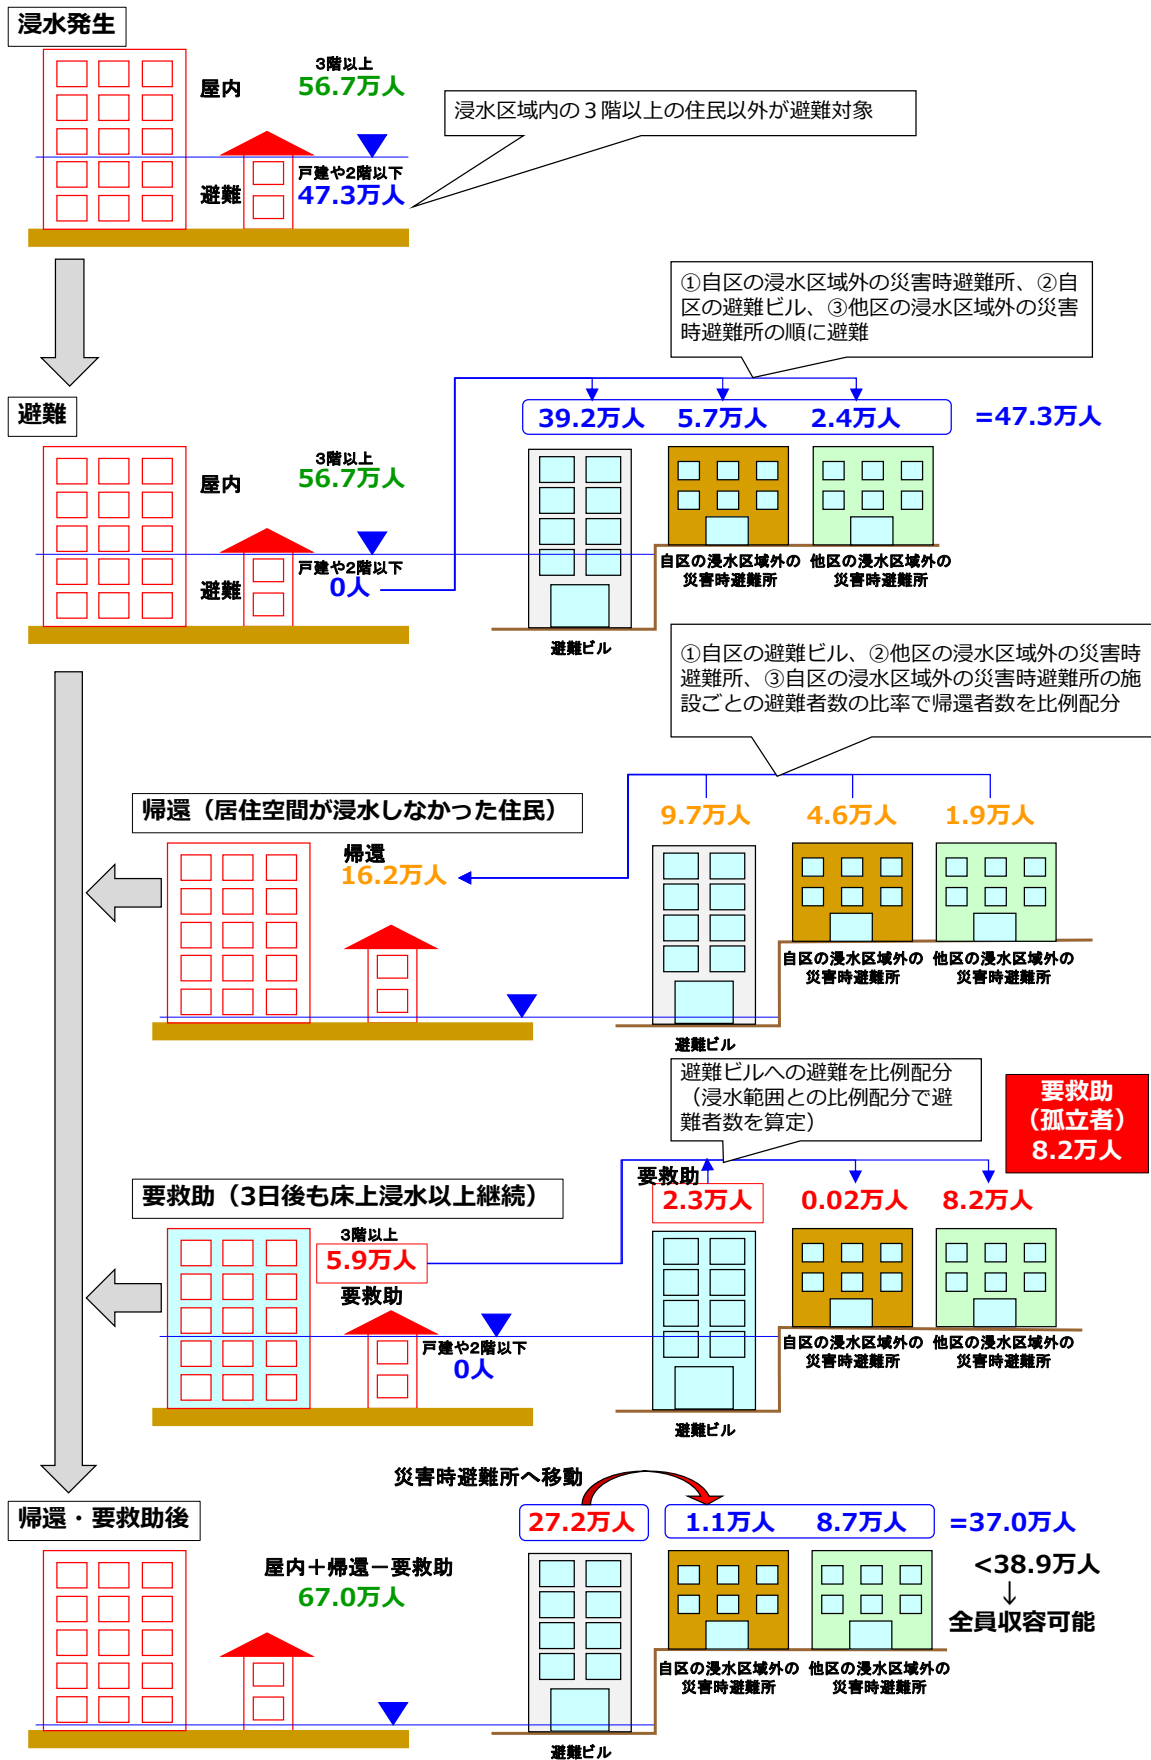 浸水発生
3階以上
屋内
56.7万人
浸水区域内の３階以上の住民以外が避難対象
戸建や2階以下
避難
47.3万人
①自区の浸水区域外の災害時避難所、②自
区の避難ビル、③他区の浸水区域外の災害
時避難所の順に避難
避難
39.2万人 5.7万人 2.4万人 =47.3万人
3階以上
屋内
56.7万人
戸建や2階以下
避難
0人
自区の浸水区域外の
災害時避難所
他区の浸水区域外の
災害時避難所
避難ビル
①自区の避難ビル、②他区の浸水区域外の災害時
避難所、③自区の浸水区域外の災害時避難所の施
設ごとの避難者数の比率で帰還者数を比例配分
帰還（居住空間が浸水しなかった住民）
9.7万人 4.6万人 1.9万人
帰還
16.2万人
自区の浸水区域外の
災害時避難所
他区の浸水区域外の
災害時避難所
避難ビル
避難ビルへの避難を比例配分
（浸水範囲との比例配分で避
難者数を算定）
要救助
（孤立者）
8.2万人
要救助（3日後も床上浸水以上継続）
要救助
2.3万人 0.02万人 8.2万人
3階以上
5.9万人
要救助
戸建や2階以下
0人
自区の浸水区域外の
災害時避難所
他区の浸水区域外の
災害時避難所
避難ビル
災害時避難所へ移動
帰還・要救助後
27.2万人 1.1万人 8.7万人 =37.0万人
屋内＋帰還－要救助
67.0万人
<38.9万人
↓
全員収容可能
自区の浸水区域外の
災害時避難所
他区の浸水区域外の
災害時避難所
避難ビル